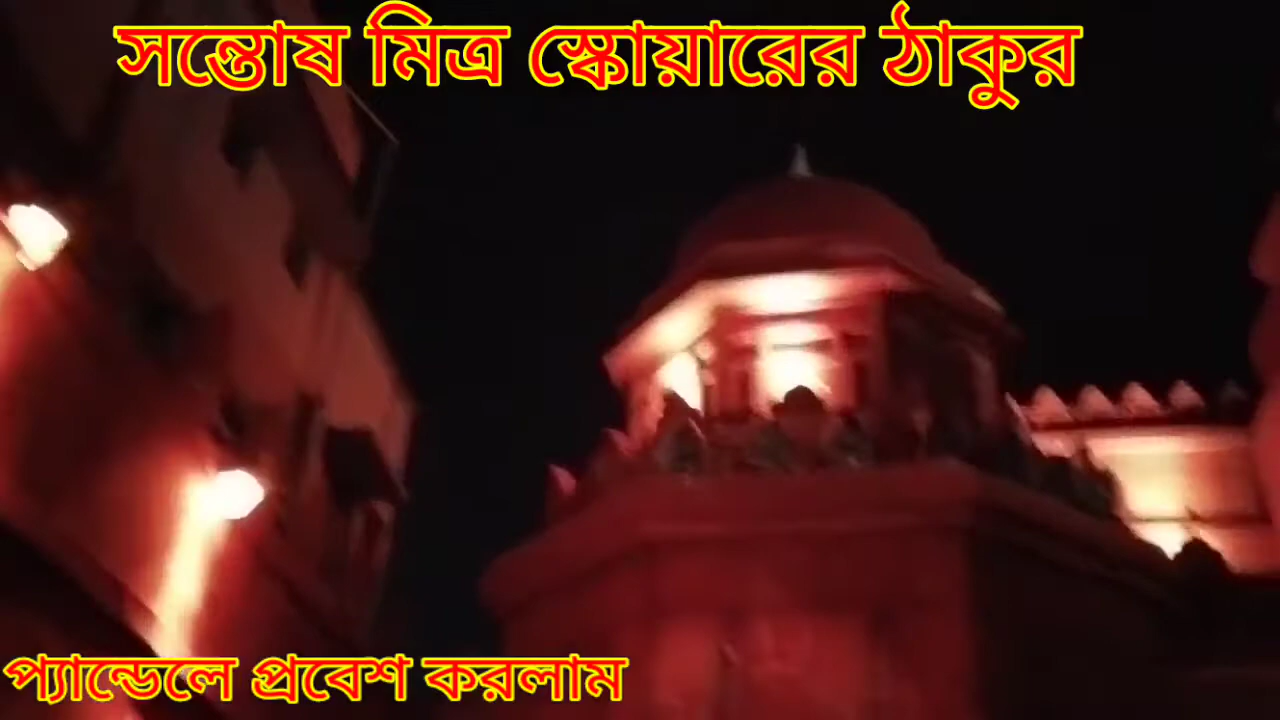 সন্তোষ মিত্র স্কোয়ারের ঠাকুর
প্যান্ডেলে প্রবেশ করলাম